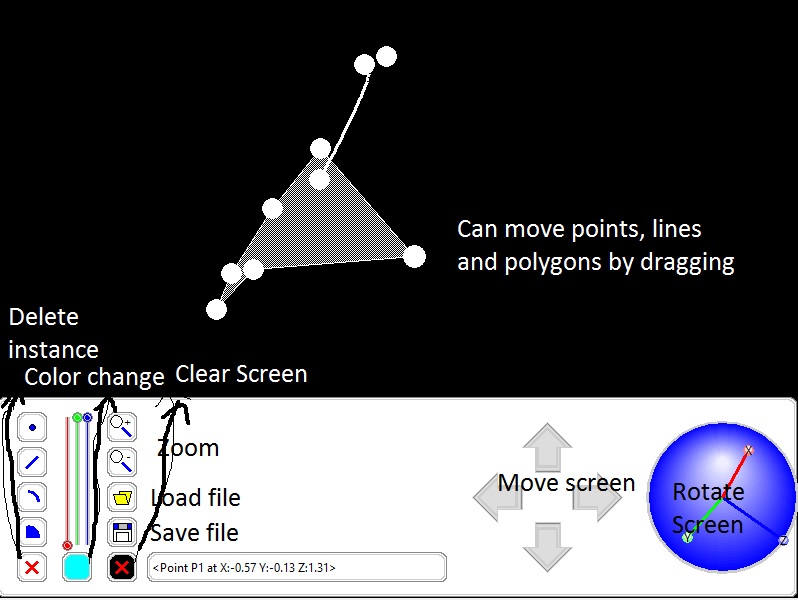 Can move points, lines
and polygons by dragging
Delete
instance
Color change
Clear Screen
Zoom
Load file
Save file
Move screen
Rotate
Screen
X
Y
Z
<Point P1 at X:-0.57 Y:-0.13 Z:1.31>